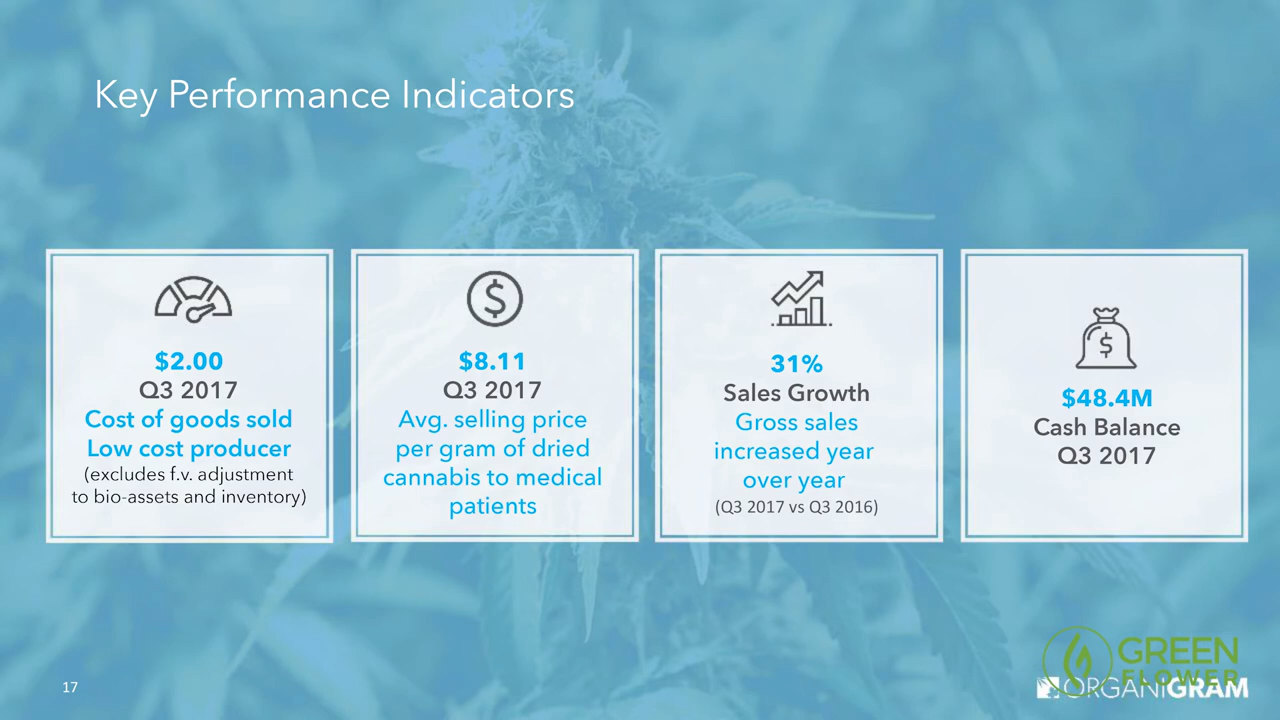 Key Performance Indicators
$2.00
Q3 2017
Cost of goods sold
Low cost producer
(excludes f.v. adjustment
to bio-assets and inventory)
$8.11
Q3 2017
Avg. selling price
per gram of dried
cannabis to medical
patients
31%
Sales Growth
Gross sales
increased year
over year
(Q3 2017 vs Q3 2016)
$48.4M
Cash Balance
Q3 2017
17
GREEN
FLOWER
ORGANIGRAM